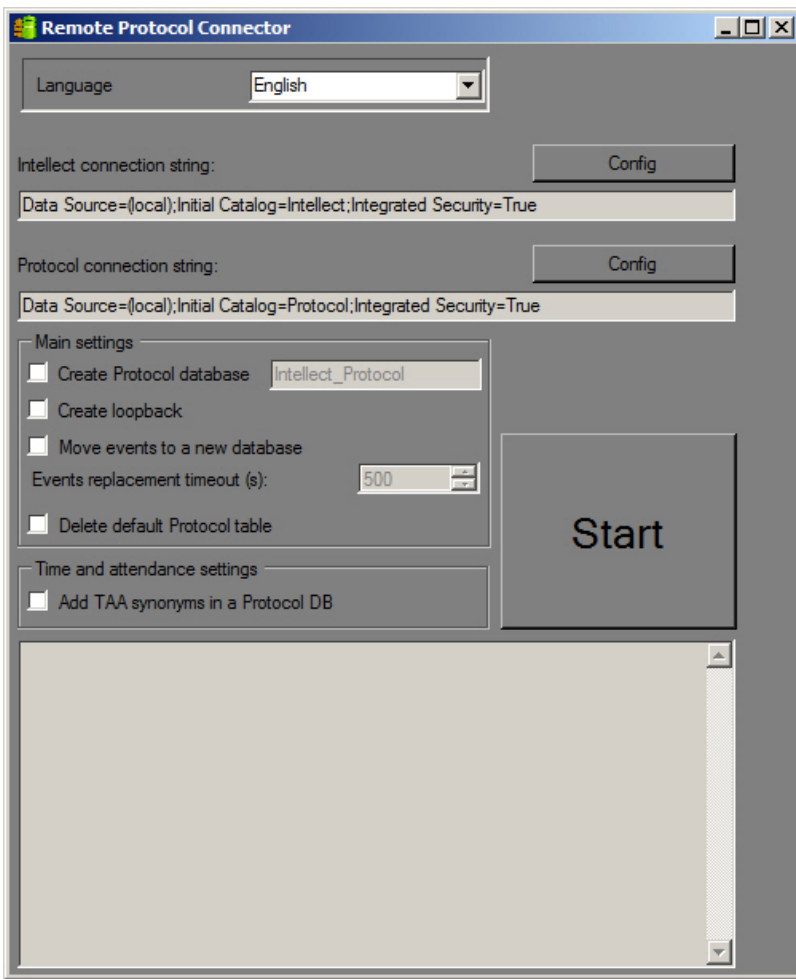 Remote Protocol Connector
Language English
Intellect connection string: Config
Data Source=(local);Initial Catalog=Intellect;Integrated Security=True
Protocol connection string: Config
Data Source=(local);Initial Catalog=Protocol;Integrated Security=True
Main settings
Create Protocol database Intellect_Protocol
Create loopback
Move events to a new database
Events replacement timeout (s): 500
Delete default Protocol table
Start
Time and attendance settings
Add TAA synonyms in a Protocol DB